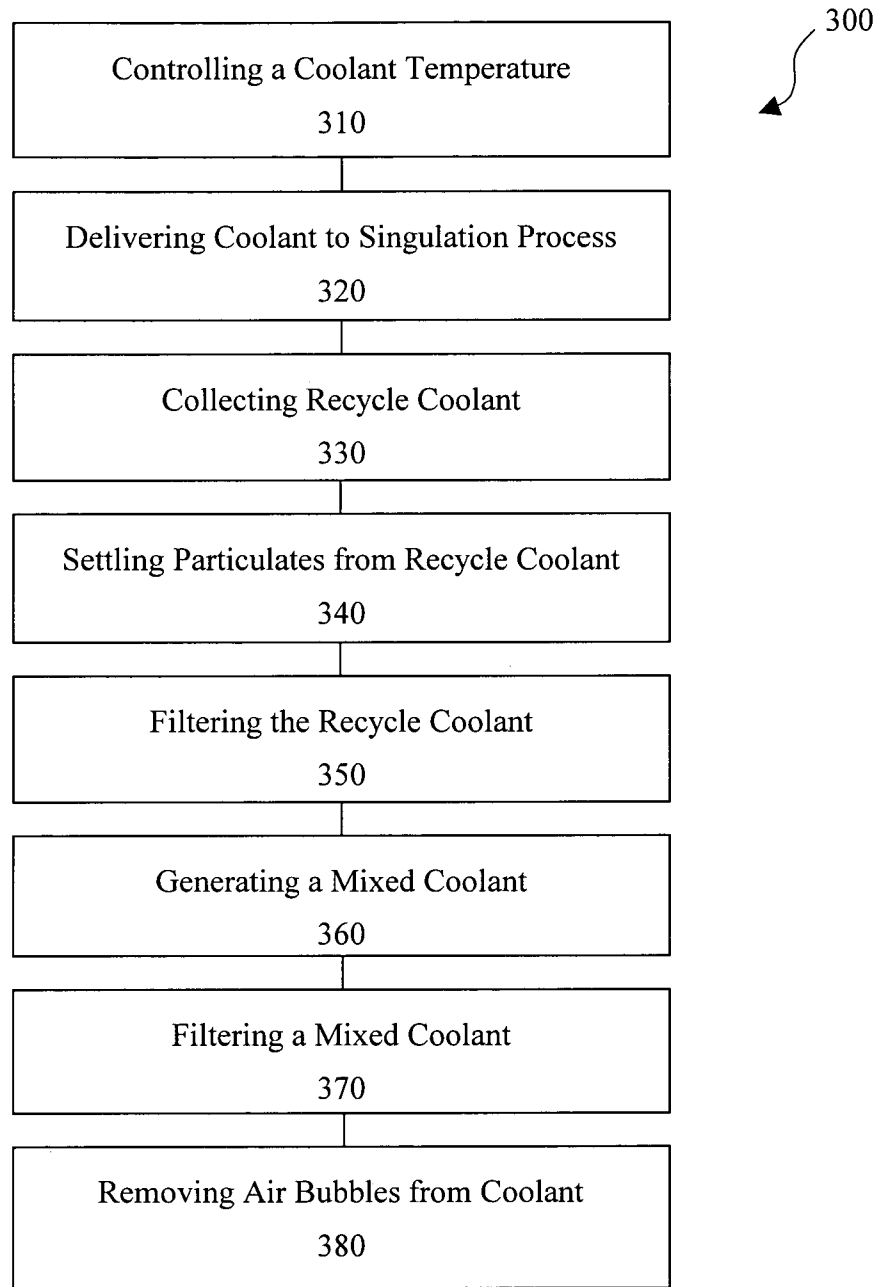 300
Controlling a Coolant Temperature
310
Delivering Coolant to Singulation Process
320
Collecting Recycle Coolant
330
Settling Particulates from Recycle Coolant
340
Filtering the Recycle Coolant
350
Generating a Mixed Coolant
360
Filtering a Mixed Coolant
370
Removing Air Bubbles from Coolant
380